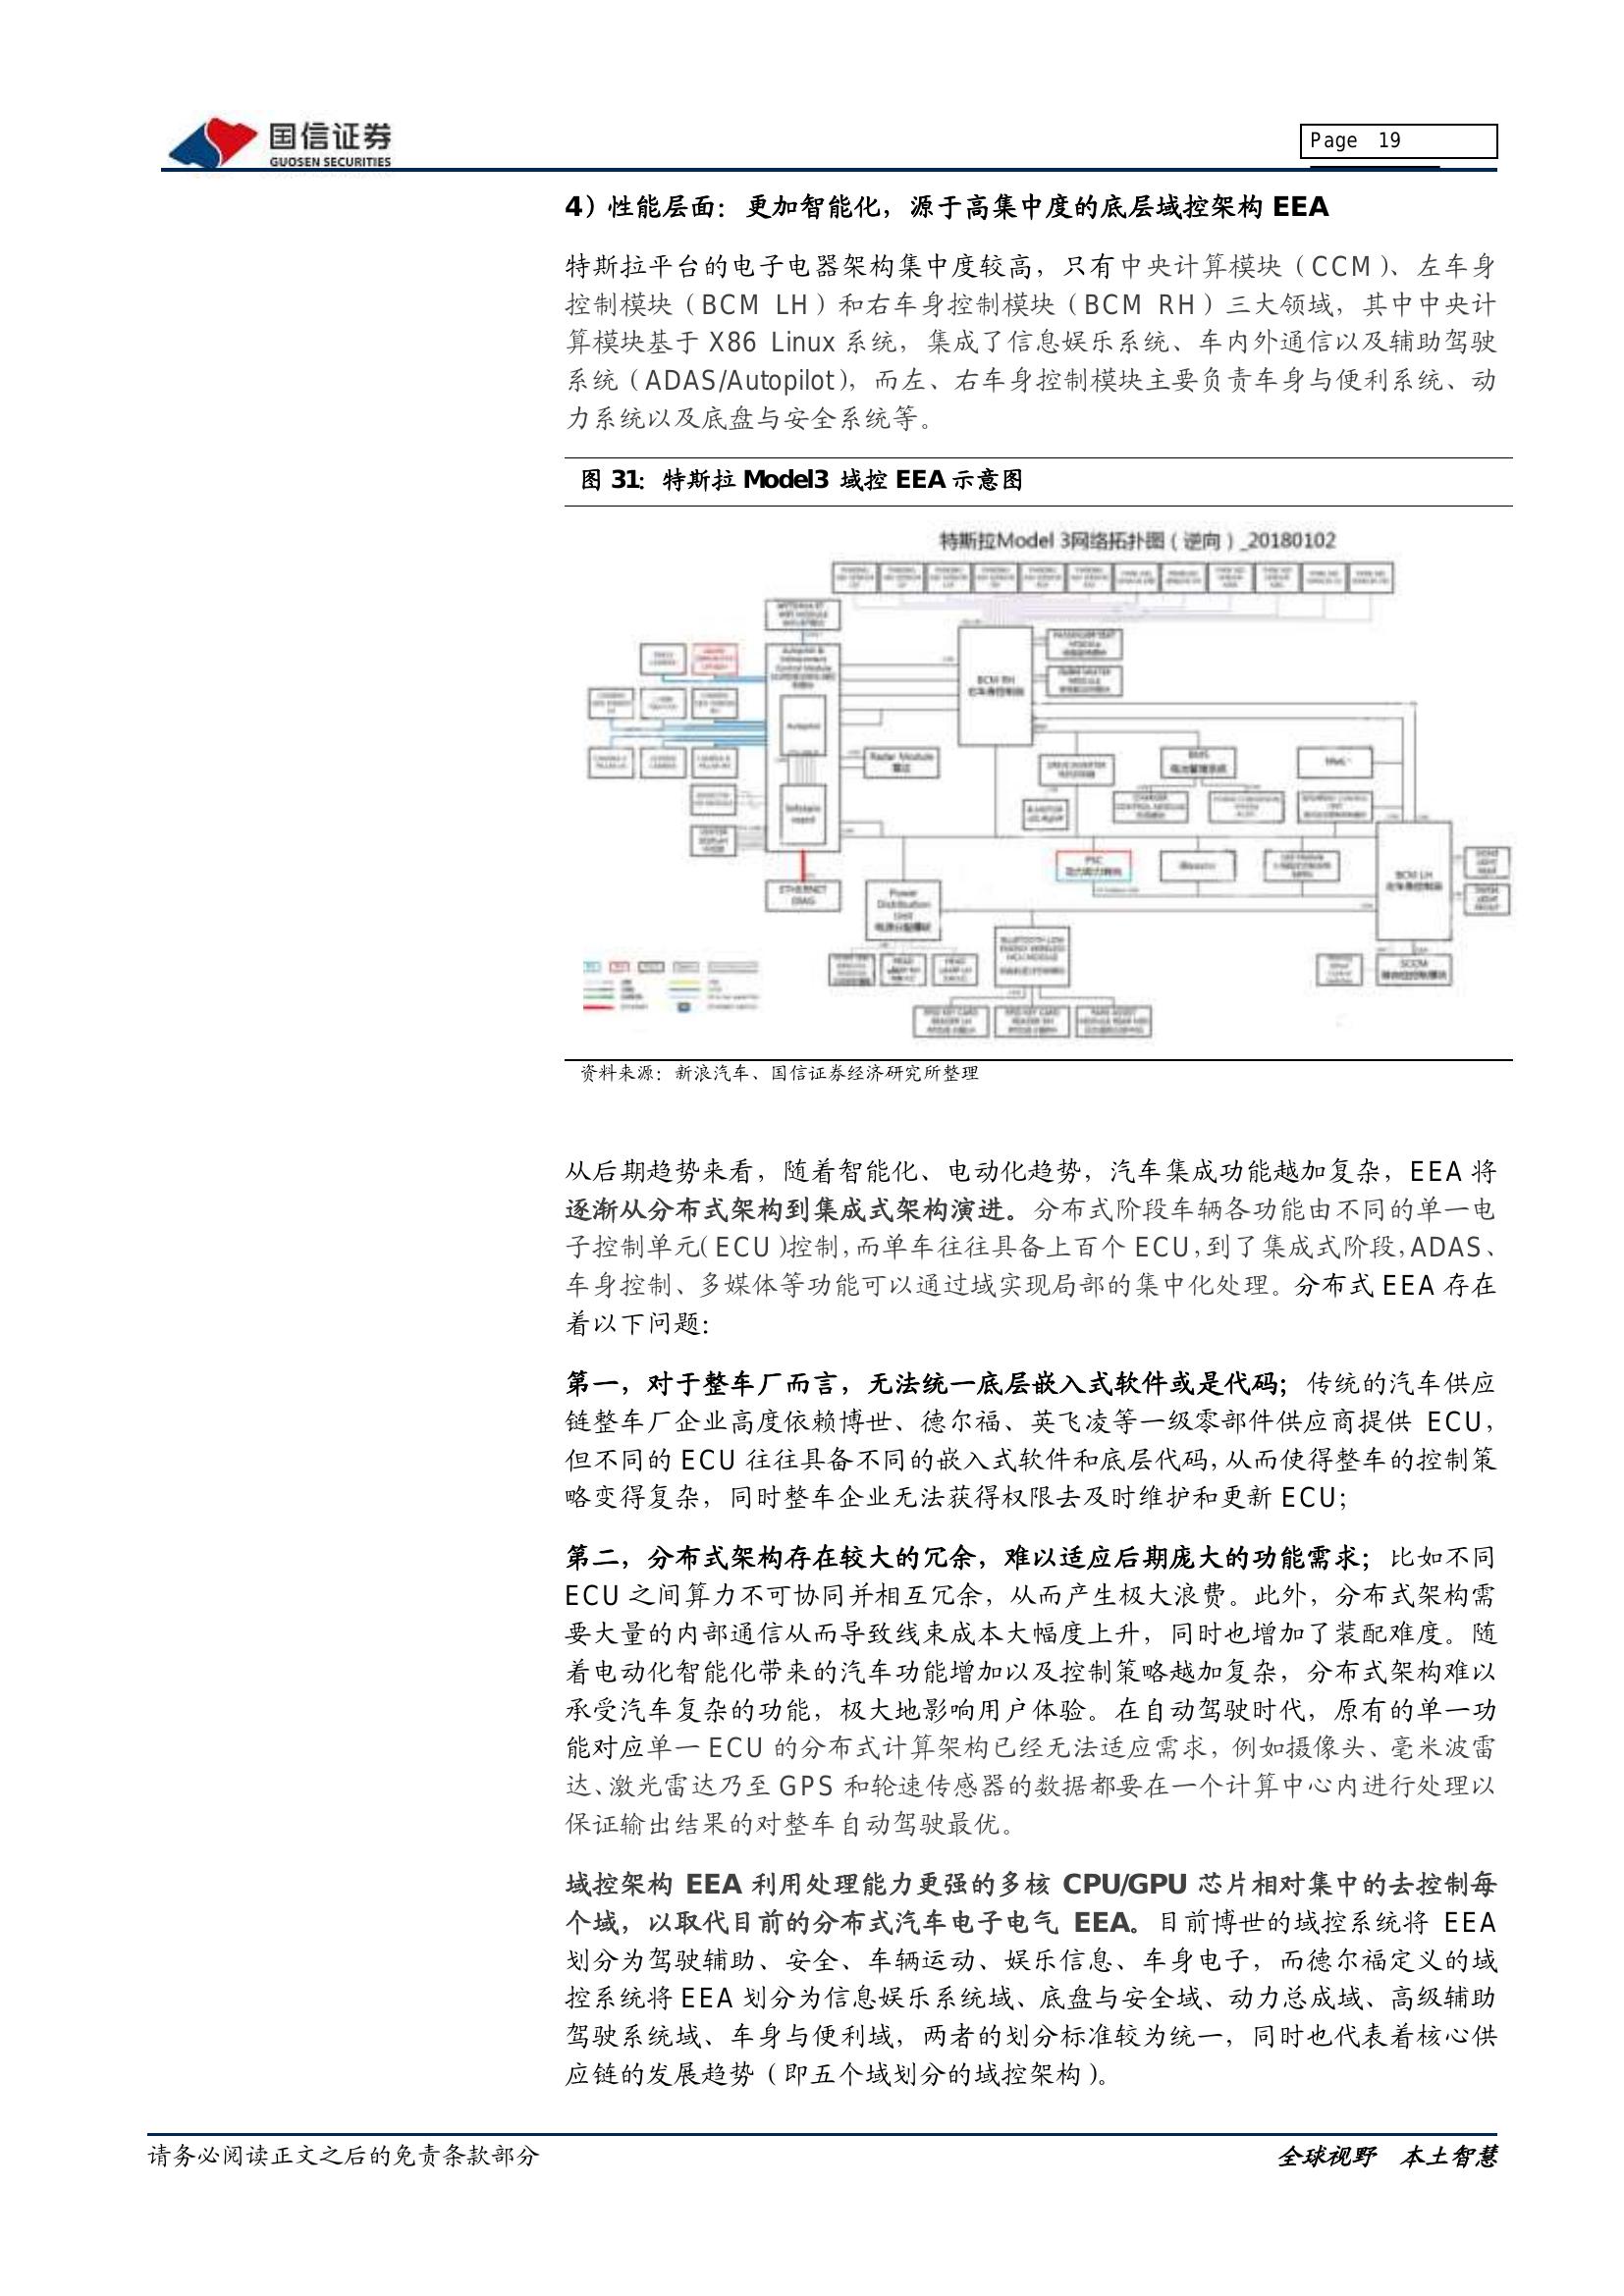 国信证券
GUOSEN SECURITIES
Page 19
4）性能层面：更加智能化，源于高集中度的底层域控架构 EEA
特斯拉平台的电子电器架构集中度较高，只有中央计算模块（CCM）、左车身
控制模块（BCM LH）和右车身控制模块（BCM RH）三大领域，其中中央计
算模块基于 X86 Linux 系统，集成了信息娱乐系统、车内外通信以及辅助驾驶
系统（ADAS/Autopilot），而左、右车身控制模块主要负责车身与便利系统、动
力系统以及底盘与安全系统等。
图 31：特斯拉 Model3 域控 EEA 示意图
特斯拉Model 3网络拓扑图（逆向）_20180102
BCM RH
Autopilot
Radar Module
雷达
BMS
ETHERNET
DIAG
Power
Distribution
Unit
BCM LH
SCCM
资料来源：新浪汽车、国信证券经济研究所整理
从后期趋势来看，随着智能化、电动化趋势，汽车集成功能越加复杂，EEA 将
逐渐从分布式架构到集成式架构演进。分布式阶段车辆各功能由不同的单一电
子控制单元(ECU)控制，而单车往往具备上百个 ECU，到了集成式阶段，ADAS、
车身控制、多媒体等功能可以通过域实现局部的集中化处理。分布式 EEA 存在
着以下问题：
第一，对于整车厂而言，无法统一底层嵌入式软件或是代码；传统的汽车供应
链整车厂企业高度依赖博世、德尔福、英飞凌等一级零部件供应商提供 ECU，
但不同的 ECU 往往具备不同的嵌入式软件和底层代码，从而使得整车的控制策
略变得复杂，同时整车企业无法获得权限去及时维护和更新 ECU；
第二，分布式架构存在较大的冗余，难以适应后期庞大的功能需求；比如不同
ECU 之间算力不可协同并相互冗余，从而产生极大浪费。此外，分布式架构需
要大量的内部通信从而导致线束成本大幅度上升，同时也增加了装配难度。随
着电动化智能化带来的汽车功能增加以及控制策略越加复杂，分布式架构难以
承受汽车复杂的功能，极大地影响用户体验。在自动驾驶时代，原有的单一功
能对应单一 ECU 的分布式计算架构已经无法适应需求，例如摄像头、毫米波雷
达、激光雷达乃至 GPS 和轮速传感器的数据都要在一个计算中心内进行处理以
保证输出结果的对整车自动驾驶最优。
域控架构 EEA 利用处理能力更强的多核 CPU/GPU 芯片相对集中的去控制每
个域，以取代目前的分布式汽车电子电气 EEA。目前博世的域控系统将 EEA
划分为驾驶辅助、安全、车辆运动、娱乐信息、车身电子，而德尔福定义的域
控系统将 EEA 划分为信息娱乐系统域、底盘与安全域、动力总成域、高级辅助
驾驶系统域、车身与便利域，两者的划分标准较为统一，同时也代表着核心供
应链的发展趋势（即五个域划分的域控架构）。
请务必阅读正文之后的免责条款部分
全球视野 本土智慧